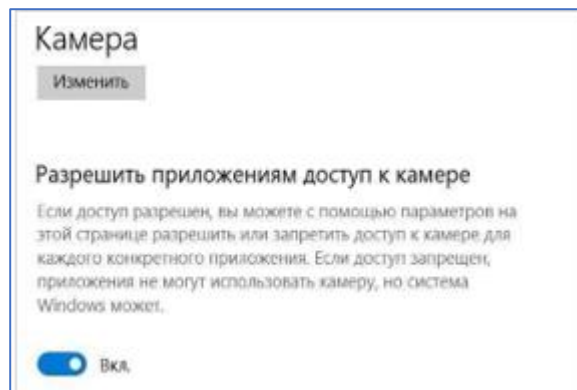 Камера
Изменить
Разрешить приложениям доступ к камере
Если доступ разрешен, вы можете с помощью параметров на
этой странице разрешить или запретить доступ к камере для
каждого конкретного приложения. Если доступ запрещен,
приложения не могут использовать камеру, но система
Windows может.
Вкл.